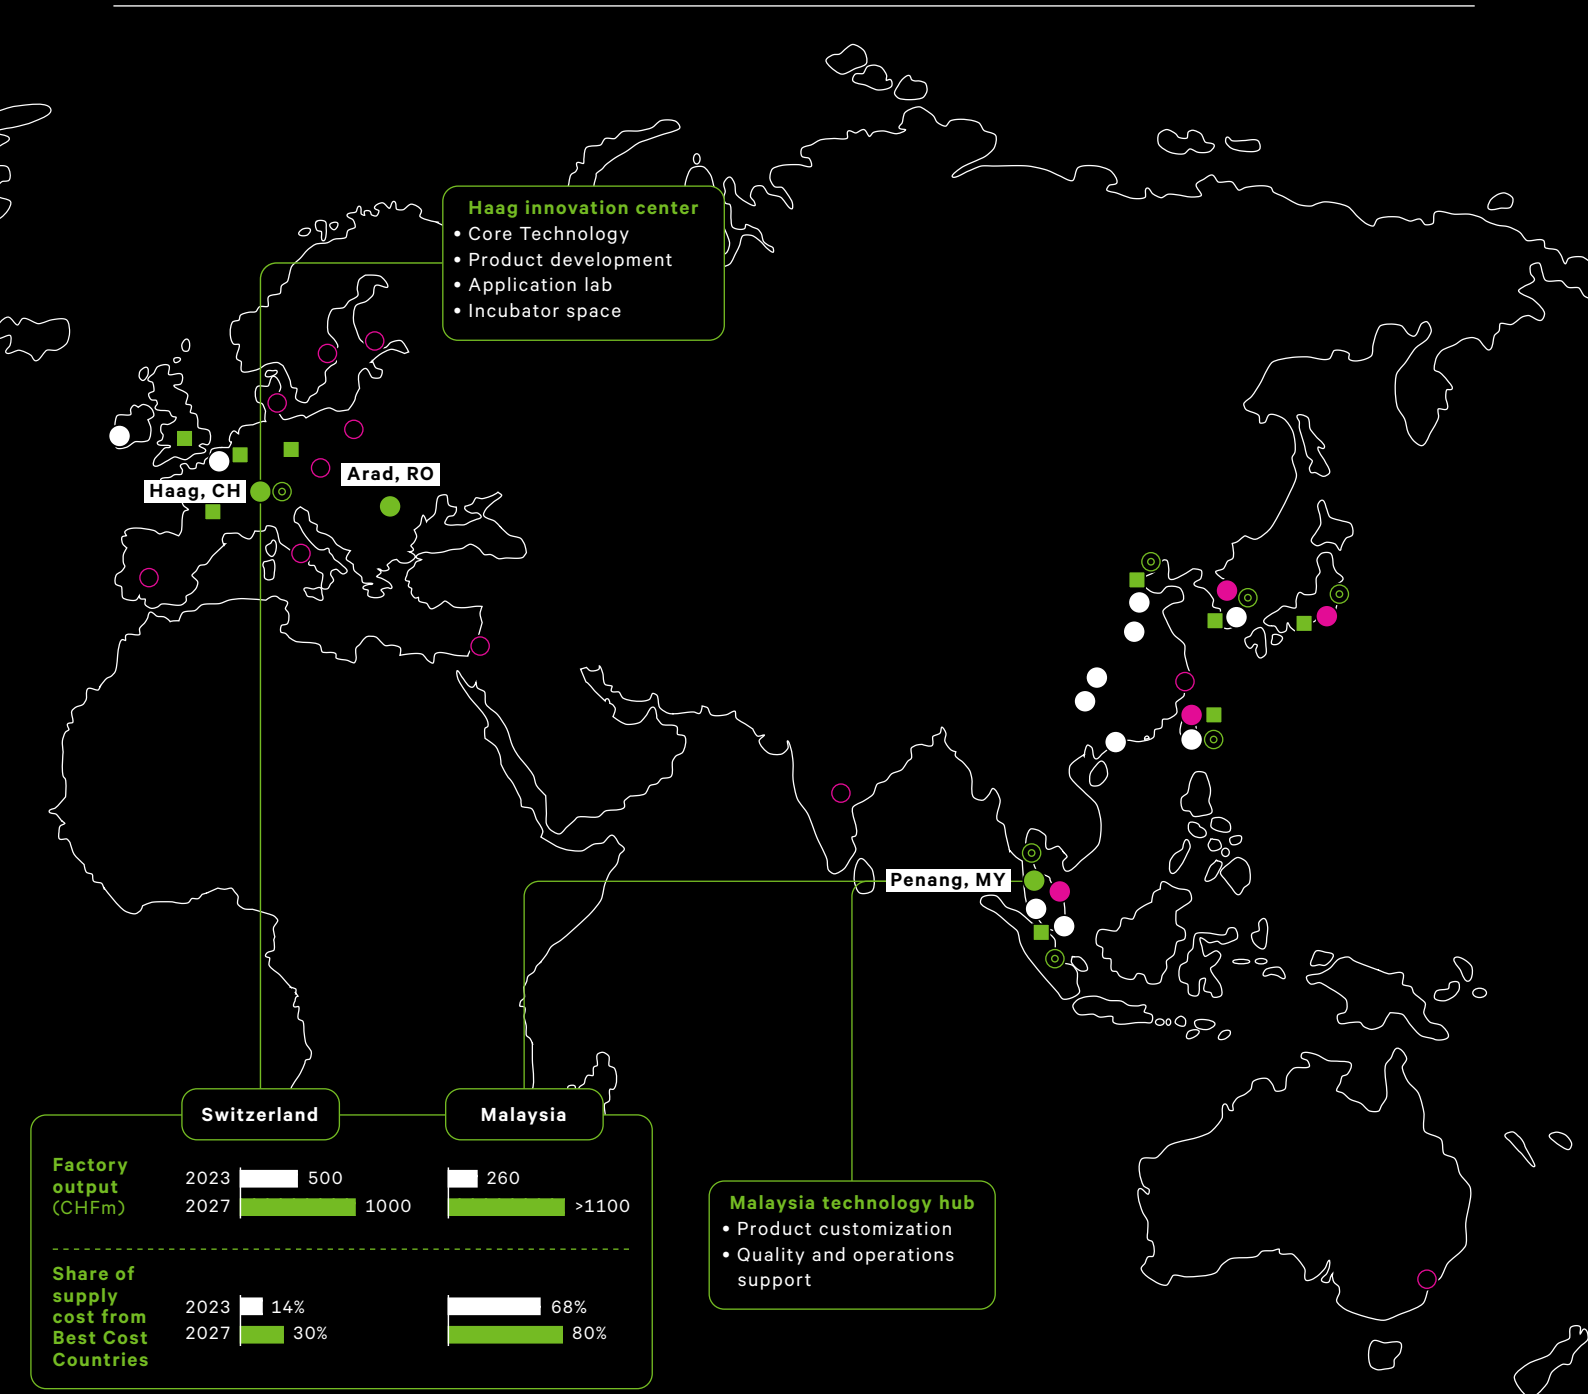 Haag innovation center
• Core Technology
• Product development
• Application lab
• Incubator space
Arad, RO
Haag, CH
Penang, MY
Switzerland
Malaysia
Factory
output
(CHFm)
2023 500
2027 1000
260
>1100
Share of
supply
cost from
Best Cost
Countries
2023 14%
2027 30%
68%
80%
Malaysia technology hub
• Product customization
• Quality and operations
support